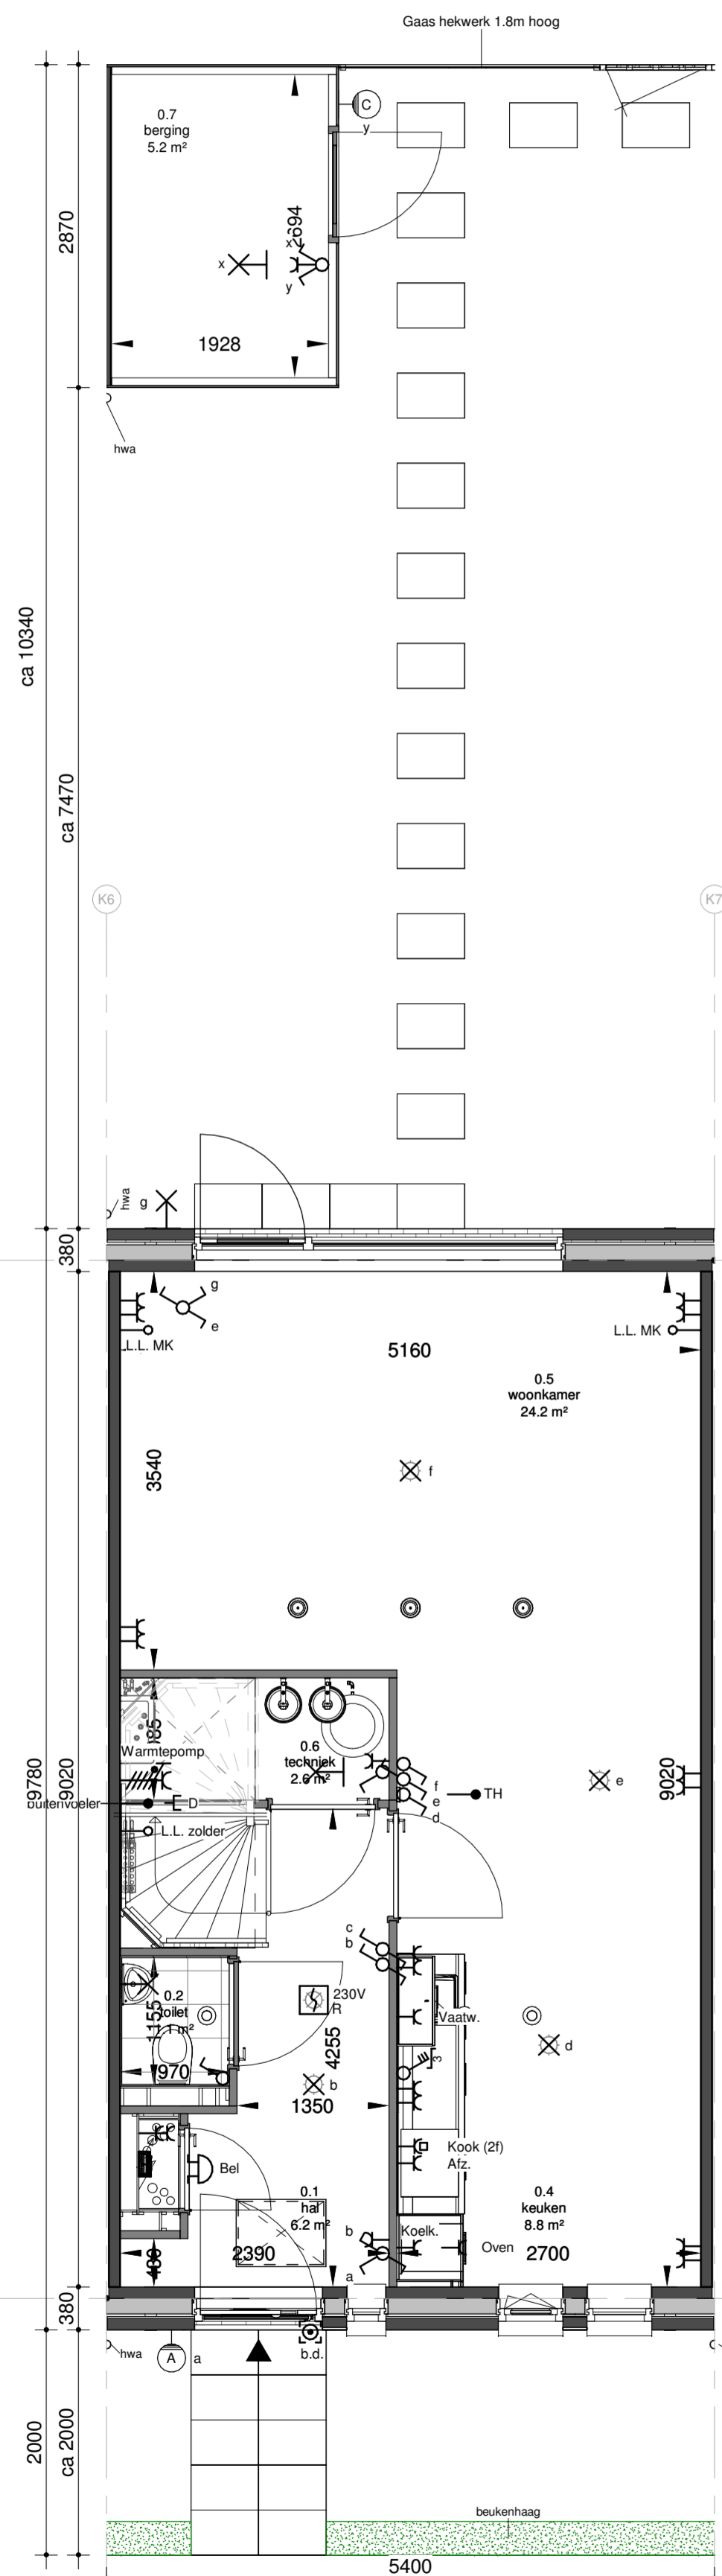 Gaas hekwerk 1.8m hoog
C
y
0.7
berging
5.2 m²
2870
2694
x
x
y
1928
hwa
ca 10340
ca 7470
K6
K7
hwa
g
380
g
e
L.L. MK
L.L. MK
5160
0.5
woonkamer
24.2 m²
3540
f
0.6
techniek
2.6 m²
Warmtepomp
9780
9020
9020
buitenvoeler
D
f
e
d
TH
e
L.L. zolder
c
b
0.2
toilet
1155
970
230V
R
4255
Vaatw.
d
3
b
1350
Kook (2f)
Afz.
Bel
0.1
hal
6.2 m²
0.4
keuken
8.8 m²
b
Koelk.
Oven
2390
2700
a
380
hwa
A
a
b.d.
2000
ca 2000
beukenhaag
5400